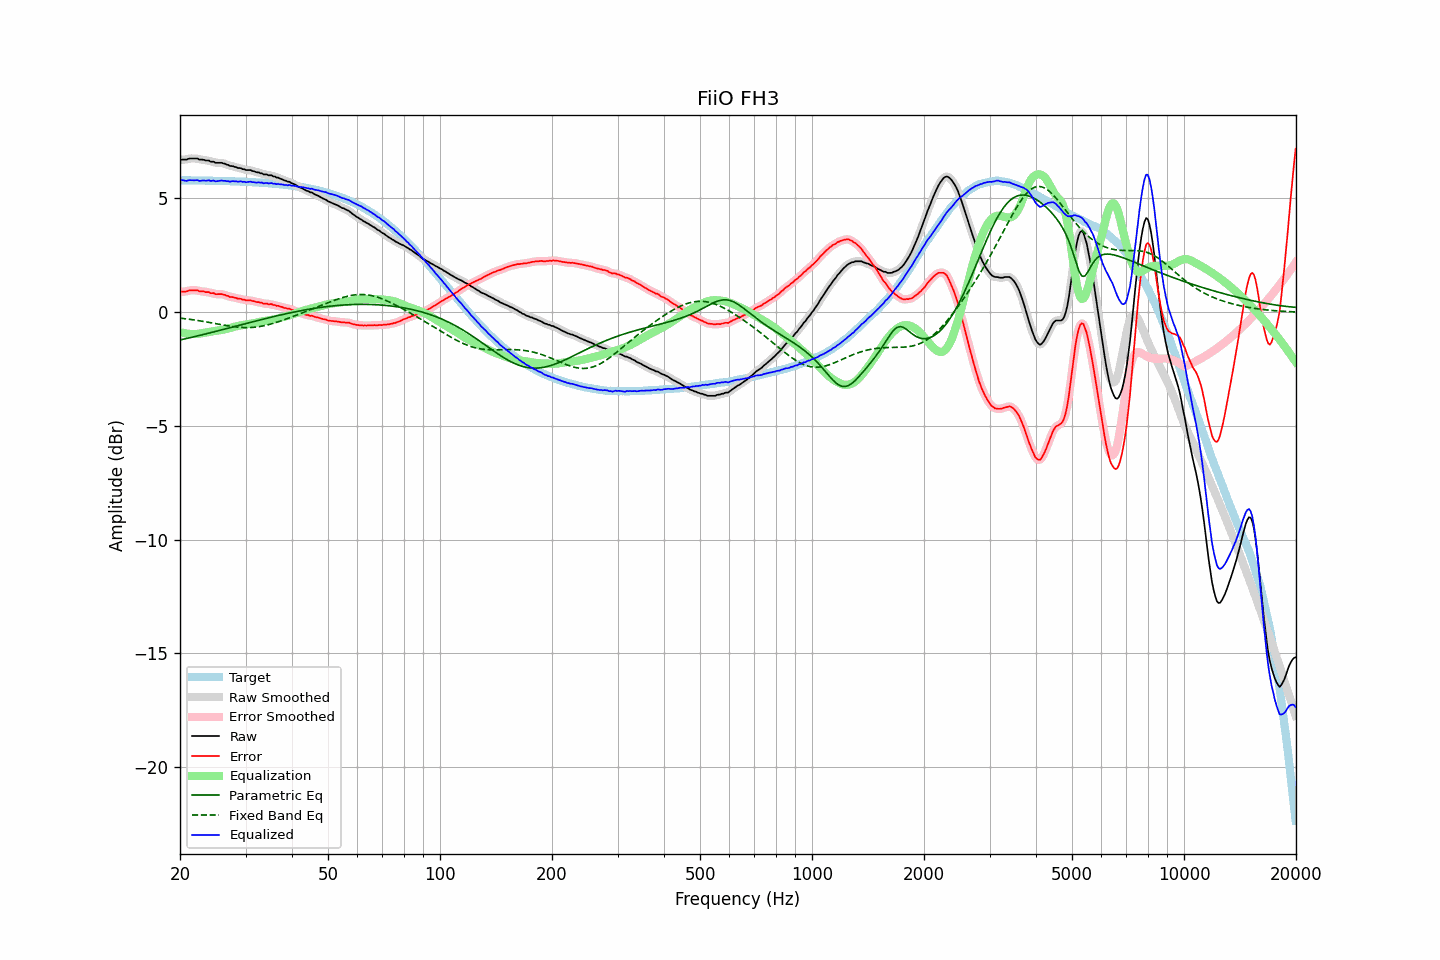 FiiO FH3
Amplitude (dBr)
5
0
−5
−10
−15
−20
Target
Raw Smoothed
Error Smoothed
Raw
Error
Equalization
Parametric Eq
Fixed Band Eq
Equalized
20 50 100 200 500 1000 2000 5000 10000 20000
Frequency (Hz)